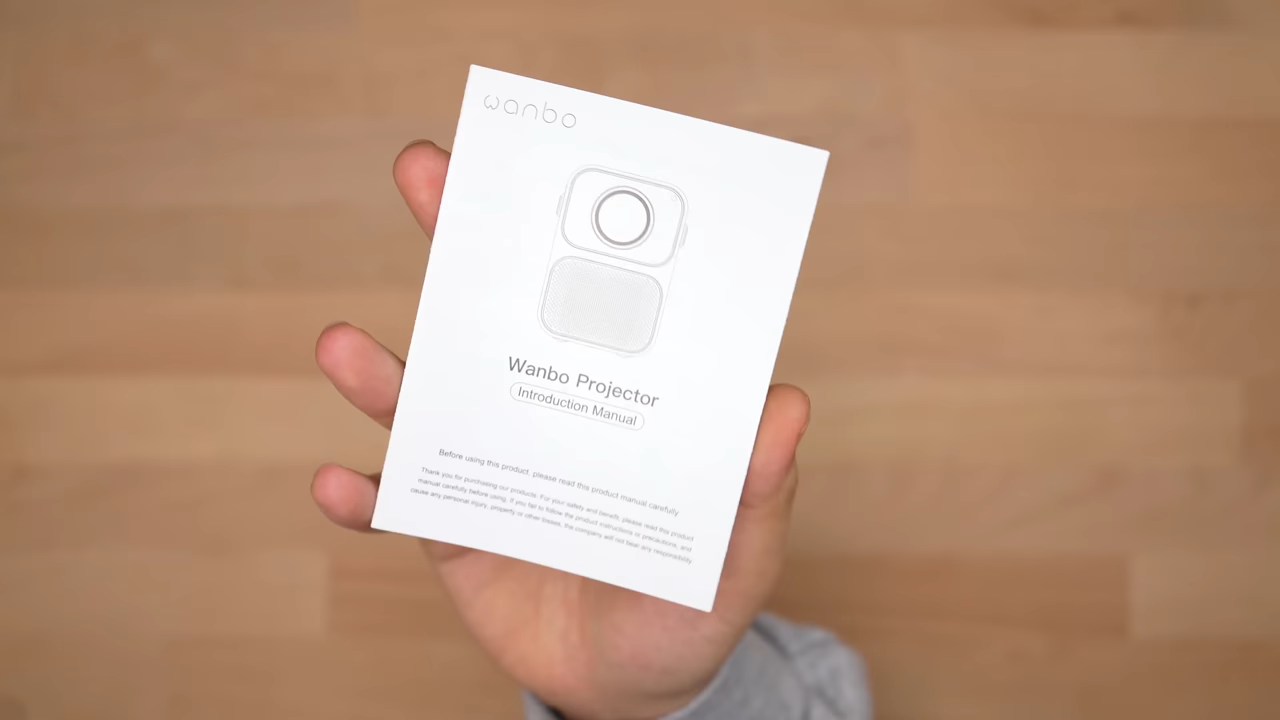 wanbo
Wanbo Projector
Introduction Manual
Before using this product, please read this product manual carefully
Thank you for purchasing our products. For your safety and benefit, please read this product
manual carefully before using. If you fail to follow the product instructions or precautions, and
cause any personal injury, property or other losses, the company will not bear any responsibility